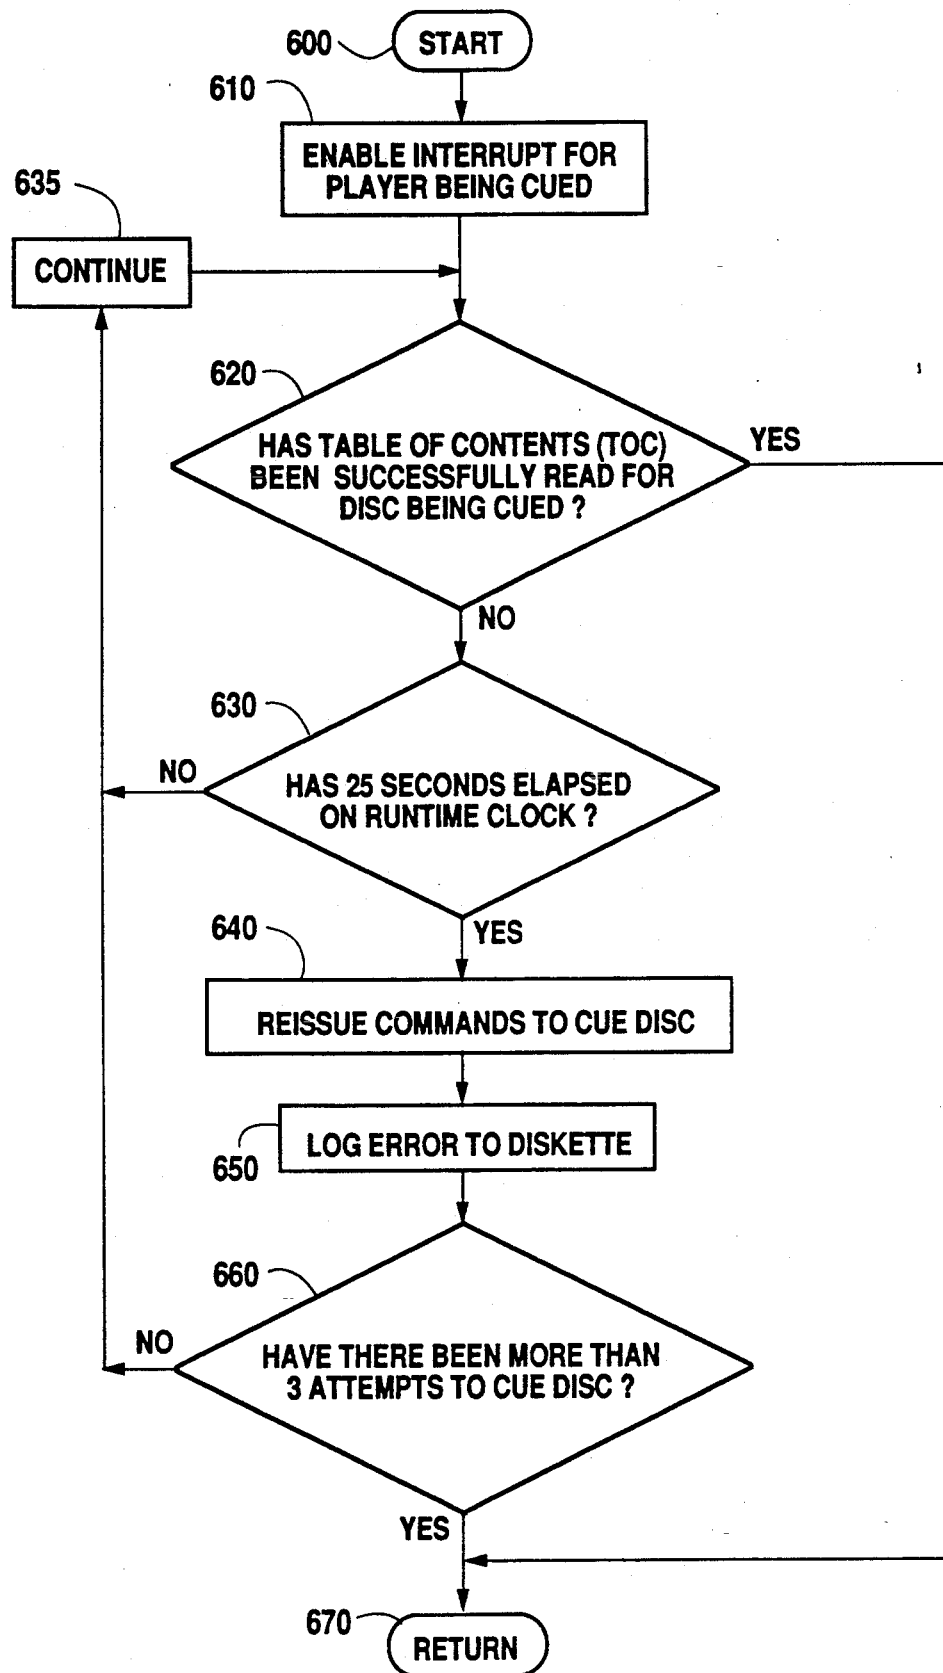 600
START
610
ENABLE INTERRUPT FOR
PLAYER BEING CUED
635
CONTINUE
620
HAS TABLE OF CONTENTS (TOC)
BEEN SUCCESSFULLY READ FOR
DISC BEING CUED ?
YES
NO
630
NO
HAS 25 SECONDS ELAPSED
ON RUNTIME CLOCK ?
YES
640
REISSUE COMMANDS TO CUE DISC
650
LOG ERROR TO DISKETTE
660
NO
HAVE THERE BEEN MORE THAN
3 ATTEMPTS TO CUE DISC ?
YES
670
RETURN